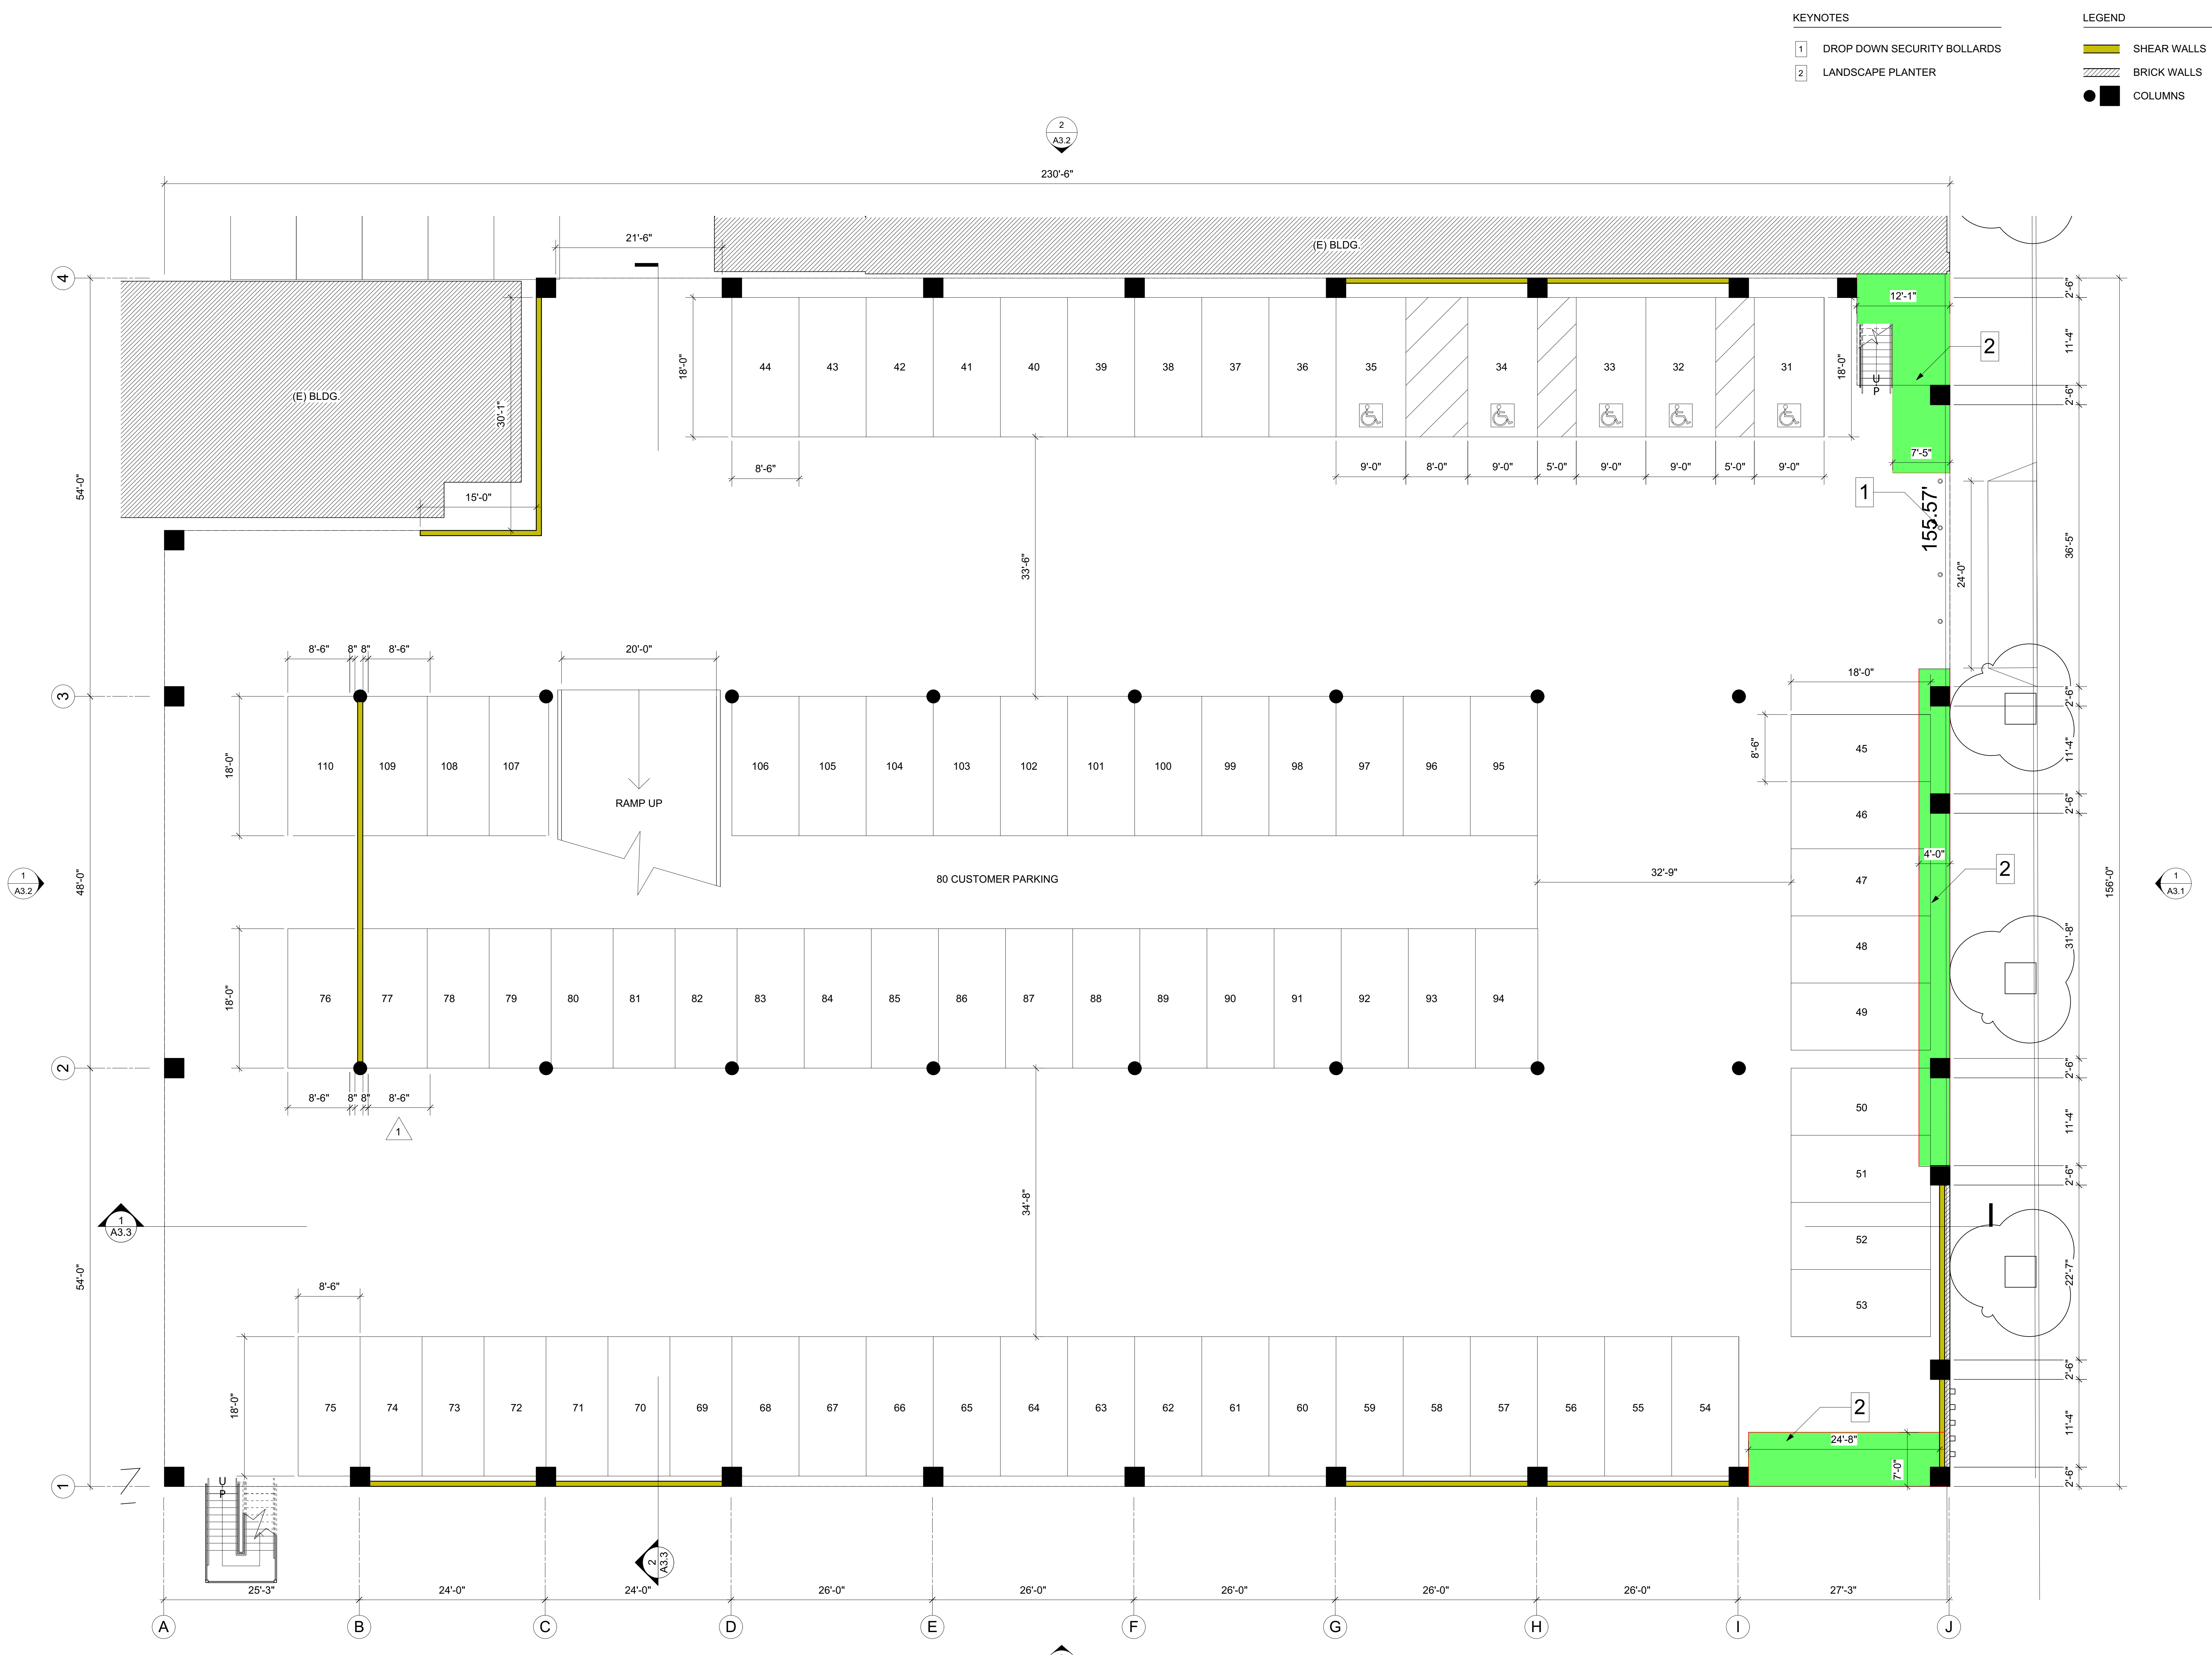 KEYNOTES
1 DROP DOWN SECURITY BOLLARDS
2 LANDSCAPE PLANTER
LEGEND
SHEAR WALLS
BRICK WALLS
COLUMNS
2
A3.2
230'-6"
21'-6"
(E) BLDG.
(E) BLDG.
4
12'-1"
2'-6"
11'-4"
2'-6"
2
UP
7'-5"
30'-1"
15'-0"
18'-0"
44 43 42 41 40 39 38 37 36 35 34 33 32 31
18'-0"
8'-6"
9'-0" 8'-0" 9'-0" 5'-0" 9'-0" 9'-0" 5'-0" 9'-0"
54'-0"
33'-6"
1
155.57'
24'-0"
36'-5"
8'-6" 8" 8" 8'-6"
20'-0"
18'-0"
3
2'-6"
18'-0"
110 109 108 107
RAMP UP
106 105 104 103 102 101 100 99 98 97 96 95
8'-6"
45
46
47
48
49
11'-4"
2'-6"
4'-0"
2
1
A3.2
48'-0"
80 CUSTOMER PARKING
32'-9"
156'-0"
1
A3.1
31'-8"
18'-0"
76 77 78 79 80 81 82 83 84 85 86 87 88 89 90 91 92 93 94
2
2'-6"
8'-6" 8" 8" 8'-6"
1
50
51
52
53
11'-4"
2'-6"
1
A3.3
34'-8"
54'-0"
22'-7"
8'-6"
18'-0"
75 74 73 72 71 70 69 68 67 66 65 64 63 62 61 60 59 58 57 56 55 54
2
24'-8"
7'-0"
2'-6"
11'-4"
2'-6"
1
UP
2
A3.3
25'-3" 24'-0" 24'-0" 26'-0" 26'-0" 26'-0" 26'-0" 26'-0" 27'-3"
A B C D E F G H I J